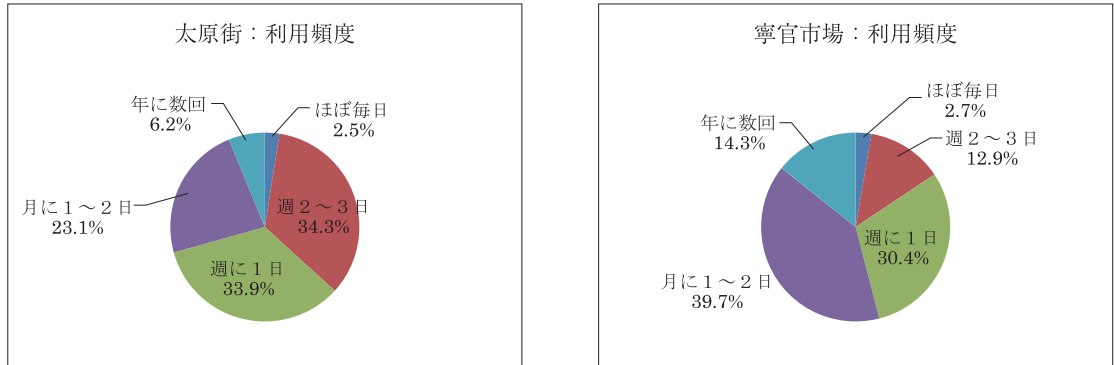 太原街：利用頻度
ほぼ毎日
2.5%
週２～３日
34.3%
週に１日
33.9%
月に１～２日
23.1%
年に数回
6.2%
寧官市場：利用頻度
ほぼ毎日
2.7%
週２～３日
12.9%
週に１日
30.4%
月に１～２日
39.7%
年に数回
14.3%